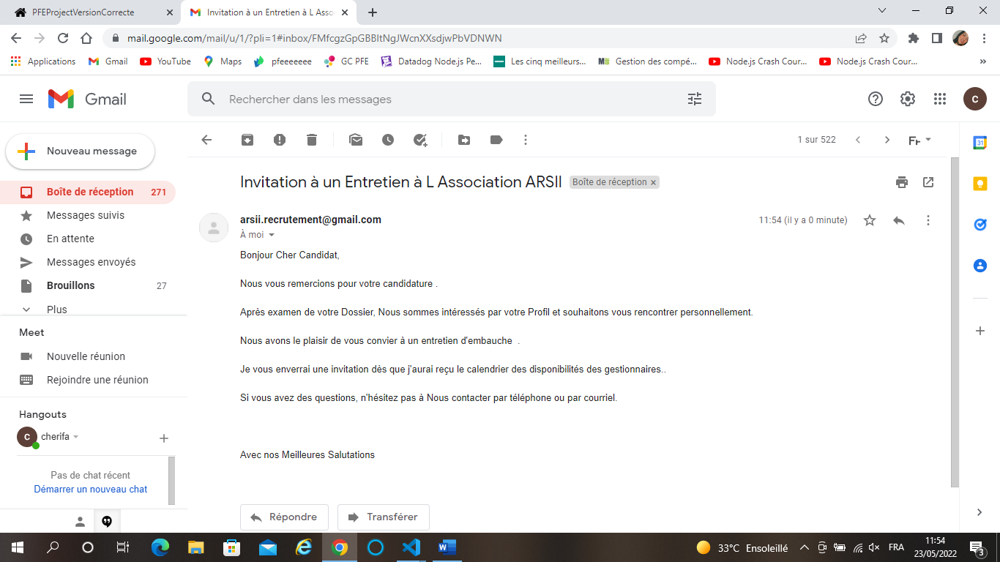 PFEProjectVersionCorrecte
Invitation à un Entretien à L Asso
mail.google.com/mail/u/1/?pli=1#inbox/FMfcgzGpGBBItNgJWcnXXsdjwPbVDNWN
Applications Gmail YouTube Maps pfeeeeeee GC PFE Datadog Node.js Pe... Les cinq meilleurs... Gestion des compé... Node.js Crash Cour... Node.js Crash Cour... »
Gmail
Rechercher dans les messages
C
Nouveau message
1 sur 522
Boîte de réception 271
Messages suivis
En attente
Messages envoyés
Brouillons 27
Plus
Meet
Nouvelle réunion
Rejoindre une réunion
Hangouts
C cherifa
Pas de chat récent
Démarrer un nouveau chat
Invitation à un Entretien à L Association ARSII Boîte de réception ×
arsii.recrutement@gmail.com 11:54 (il y a 0 minute)
À moi
Bonjour Cher Candidat,
Nous vous remercions pour votre candidature .
Après examen de votre Dossier, Nous sommes intéressés par votre Profil et souhaitons vous rencontrer personnellement.
Nous avons le plaisir de vous convier à un entretien d'embauche  .
Je vous enverrai une invitation dès que j'aurai reçu le calendrier des disponibilités des gestionnaires..
Si vous avez des questions, n'hésitez pas à Nous contacter par téléphone ou par courriel.
Avec nos Meilleures Salutations
Répondre Transférer
31
33°C Ensoleillé FRA 11:54
23/05/2022
3